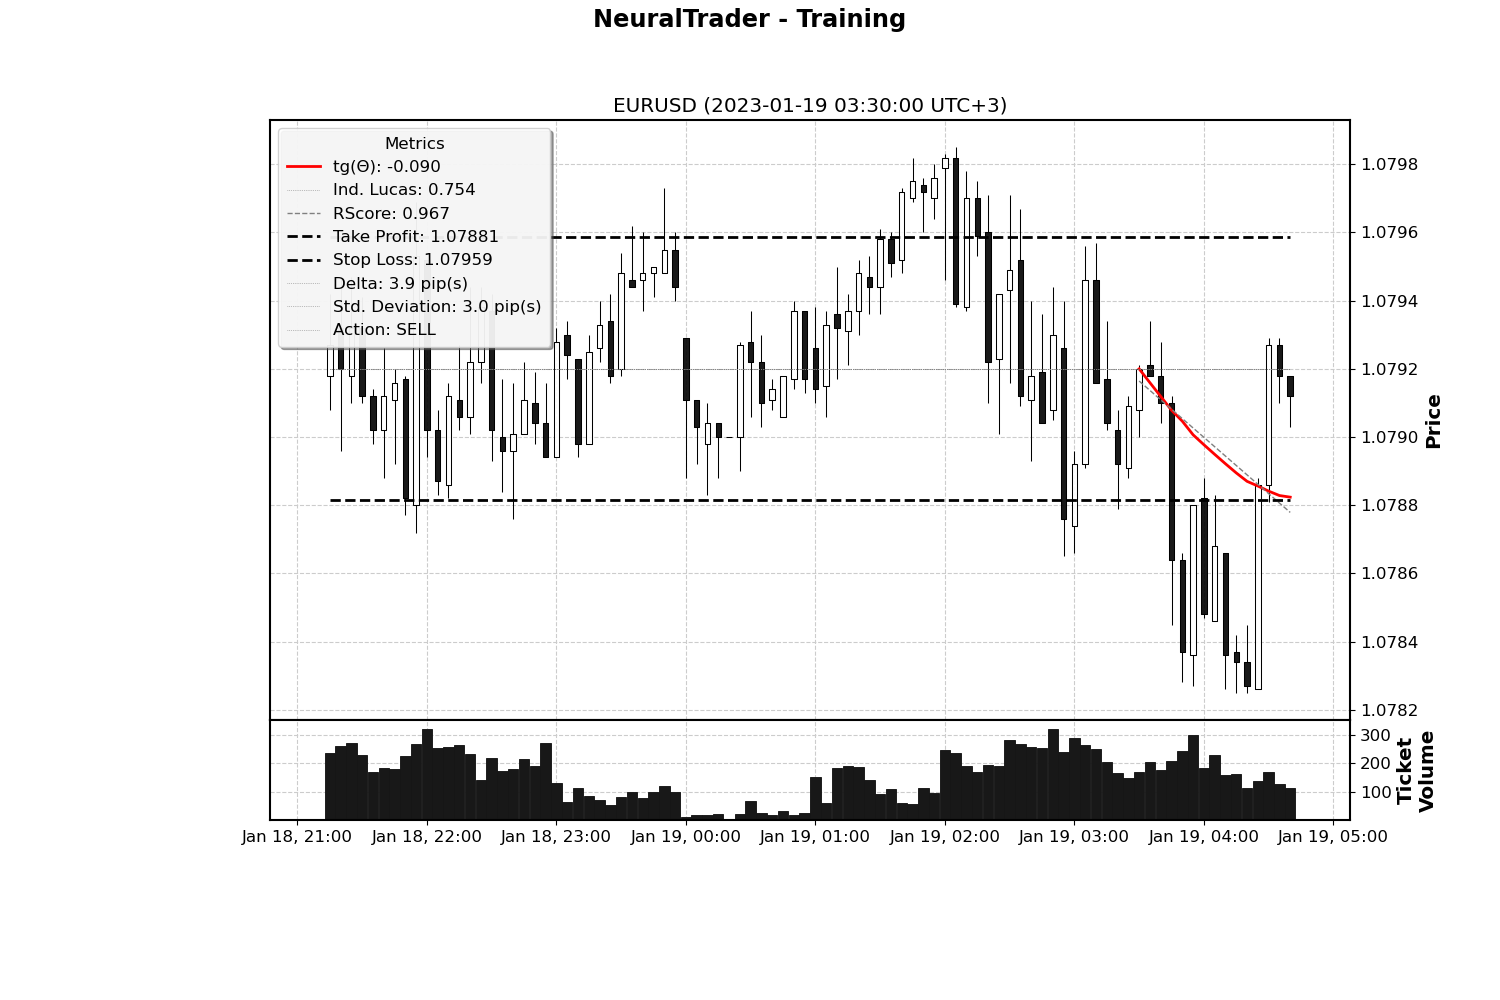 NeuralTrader - Training
EURUSD (2023-01-19 03:30:00 UTC+3)
Metrics
tg(Θ): -0.090
Ind. Lucas: 0.754
RScore: 0.967
Take Profit: 1.07881
Stop Loss: 1.07959
Delta: 3.9 pip(s)
Std. Deviation: 3.0 pip(s)
Action: SELL
1.0798
1.0796
1.0794
1.0792
1.0790
1.0788
1.0786
1.0784
1.0782
Price
300
200
100
Ticket
Volume
Jan 18, 21:00 Jan 18, 22:00 Jan 18, 23:00 Jan 19, 00:00 Jan 19, 01:00 Jan 19, 02:00 Jan 19, 03:00 Jan 19, 04:00 Jan 19, 05:00